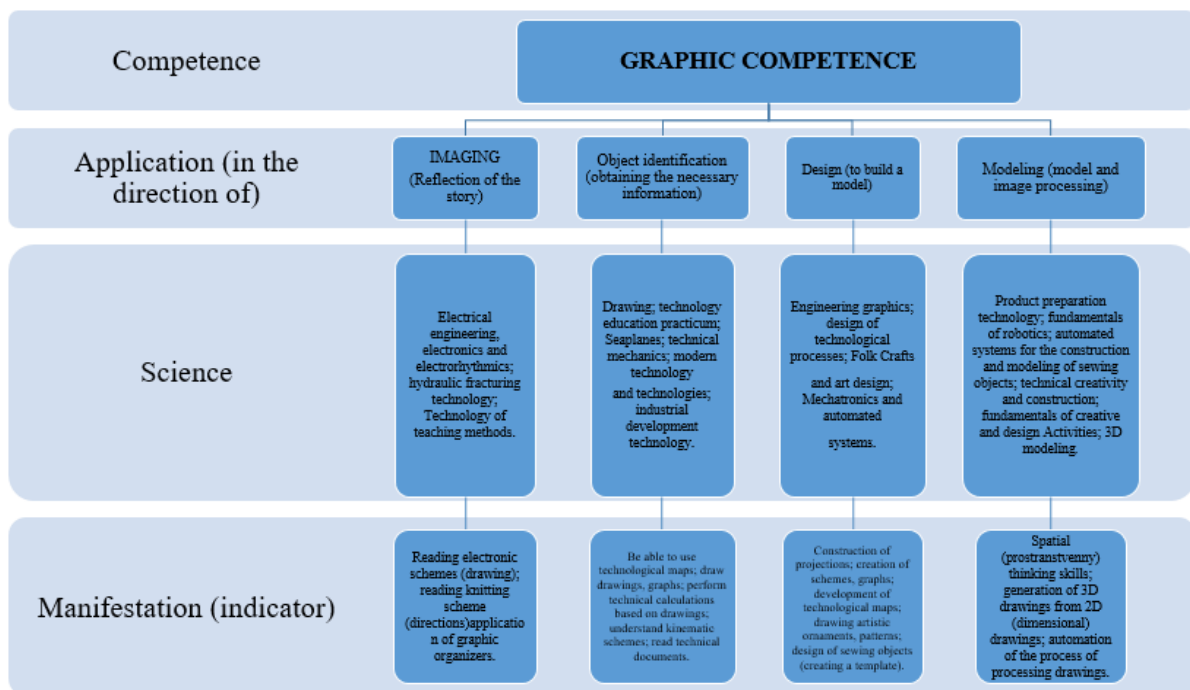 Competence
GRAPHIC COMPETENCE
Application (in the
direction of)
IMAGING
(Reflection of the
story)
Object identification
(obtaining the necessary
information)
Design (to build a
model)
Modeling (model and
image processing)
Science
Electrical
engineering,
electronics and
electrorhythmics;
hydraulic fracturing
technology;
Technology of
teaching methods.
Drawing; technology
education practicum;
Seaplanes; technical
mechanics; modern
technology
and technologies;
industrial
development
technology.
Engineering graphics;
design of
technological
processes; Folk Crafts
and art design;
Mechatronics and
automated
systems.
Product preparation
technology; fundamentals
of robotics; automated
systems for the construction
and modeling of sewing
objects; technical creativity
and construction;
fundamentals of creative
and design Activities; 3D
modeling.
Manifestation (indicator)
Reading electronic
schemes (drawing);
reading knitting
scheme
(directions)applicatio
n of graphic
organizers.
Be able to use
technological maps; draw
drawings, graphs; perform
technical calculations
based on drawings;
understand kinematic
schemes; read technical
documents.
Construction of
projections; creation of
schemes, graphs;
development of
technological maps;
drawing artistic
ornaments, patterns;
design of sewing objects
(creating a template).
Spatial
(prostranstvenny)
thinking skills;
generation of 3D
drawings from 2D
(dimensional)
drawings; automation
of the process of
processing drawings.